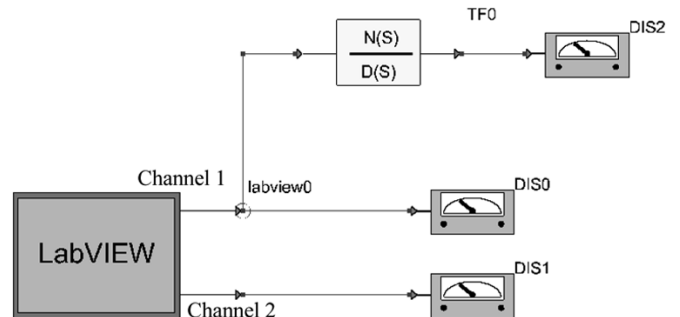 TF0
N(S)
D(S)
DIS2
Channel 1
labview0
DIS0
LabVIEW
DIS1
Channel 2